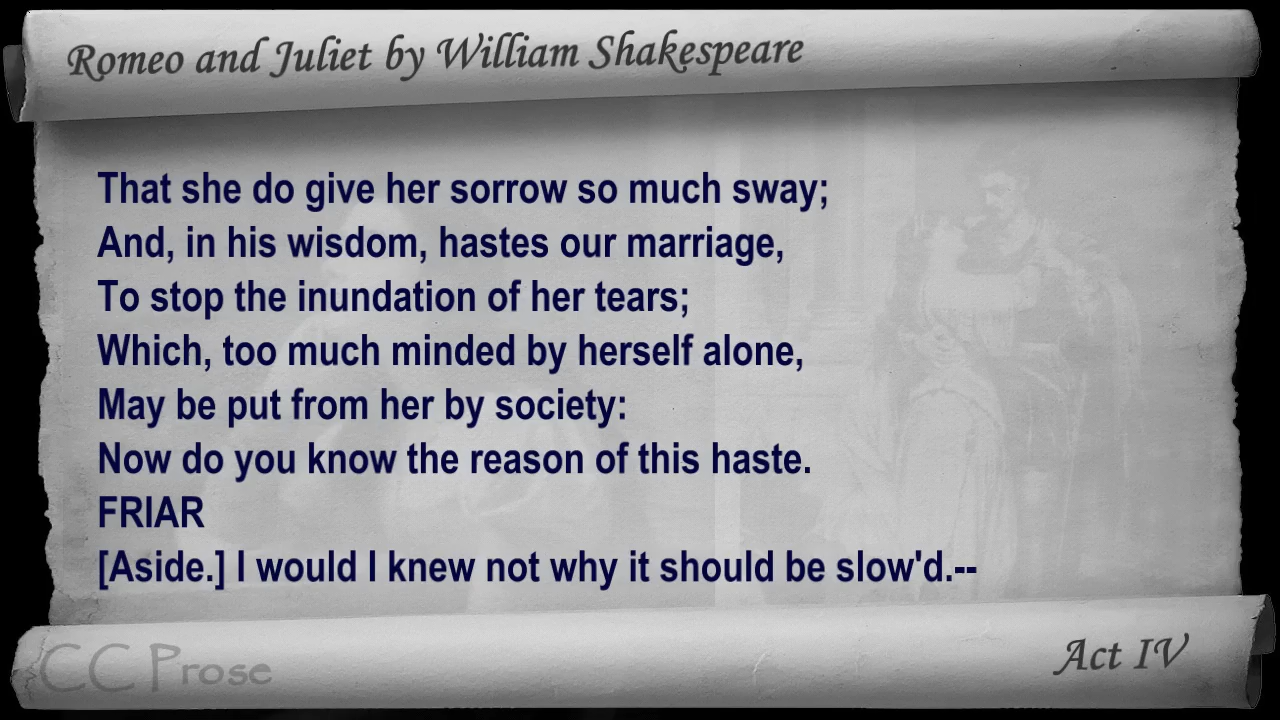 Romeo and Juliet by William Shakespeare
That she do give her sorrow so much sway;
And, in his wisdom, hastes our marriage,
To stop the inundation of her tears;
Which, too much minded by herself alone,
May be put from her by society:
Now do you know the reason of this haste.
FRIAR
[Aside.] I would I knew not why it should be slow'd.--
CC Prose
Act IV